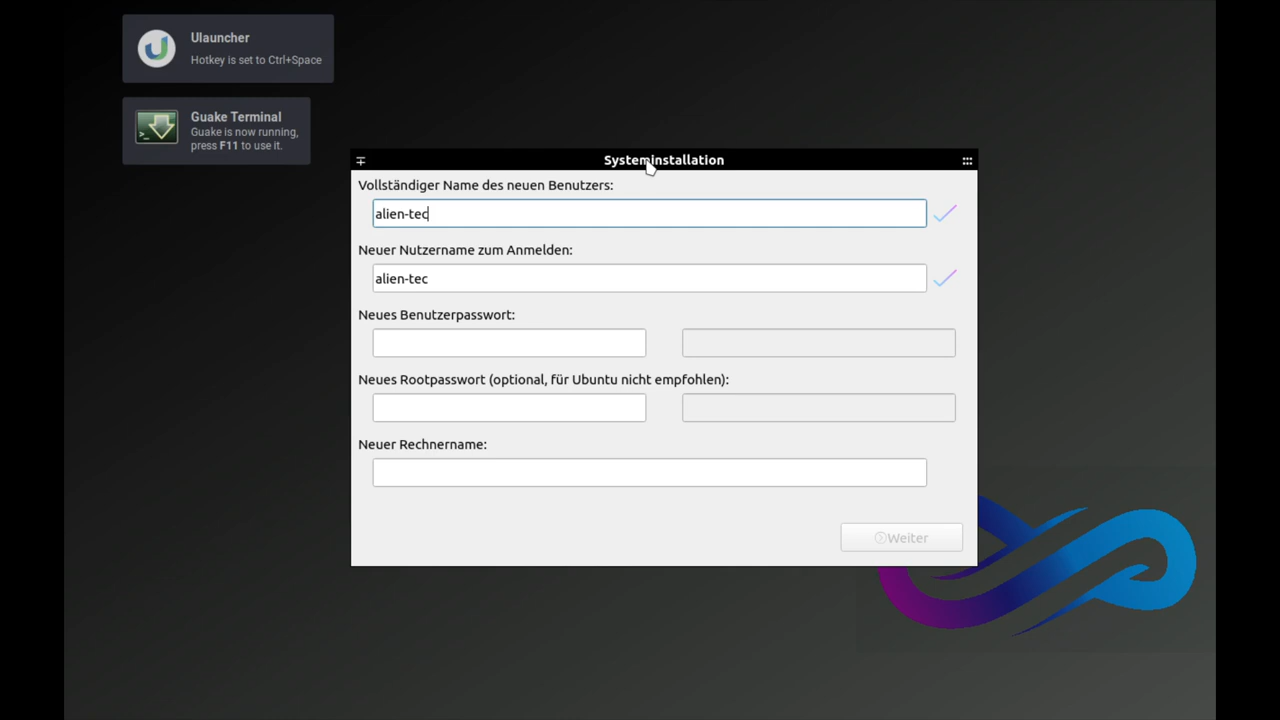 Ulauncher
Hotkey is set to Ctrl+Space
Guake Terminal
Guake is now running,
press F11 to use it.
Systeminstallation
Vollständiger Name des neuen Benutzers:
alien-tec
Neuer Nutzername zum Anmelden:
alien-tec
Neues Benutzerpasswort:
Neues Rootpasswort (optional, für Ubuntu nicht empfohlen):
Neuer Rechnername:
Weiter